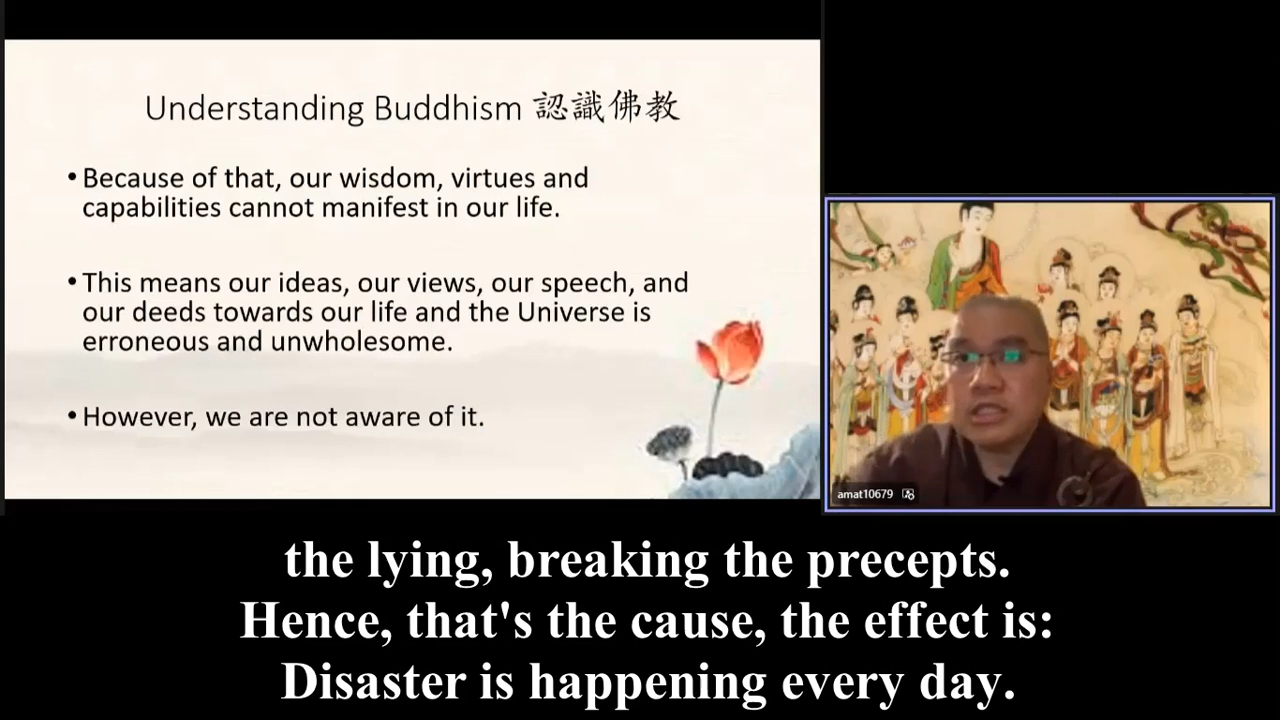 Understanding Buddhism 認識佛教
• Because of that, our wisdom, virtues and
capabilities cannot manifest in our life.
• This means our ideas, our views, our speech, and
our deeds towards our life and the Universe is
erroneous and unwholesome.
• However, we are not aware of it.
amat10679
the lying, breaking the precepts.
Hence, that's the cause, the effect is:
Disaster is happening every day.